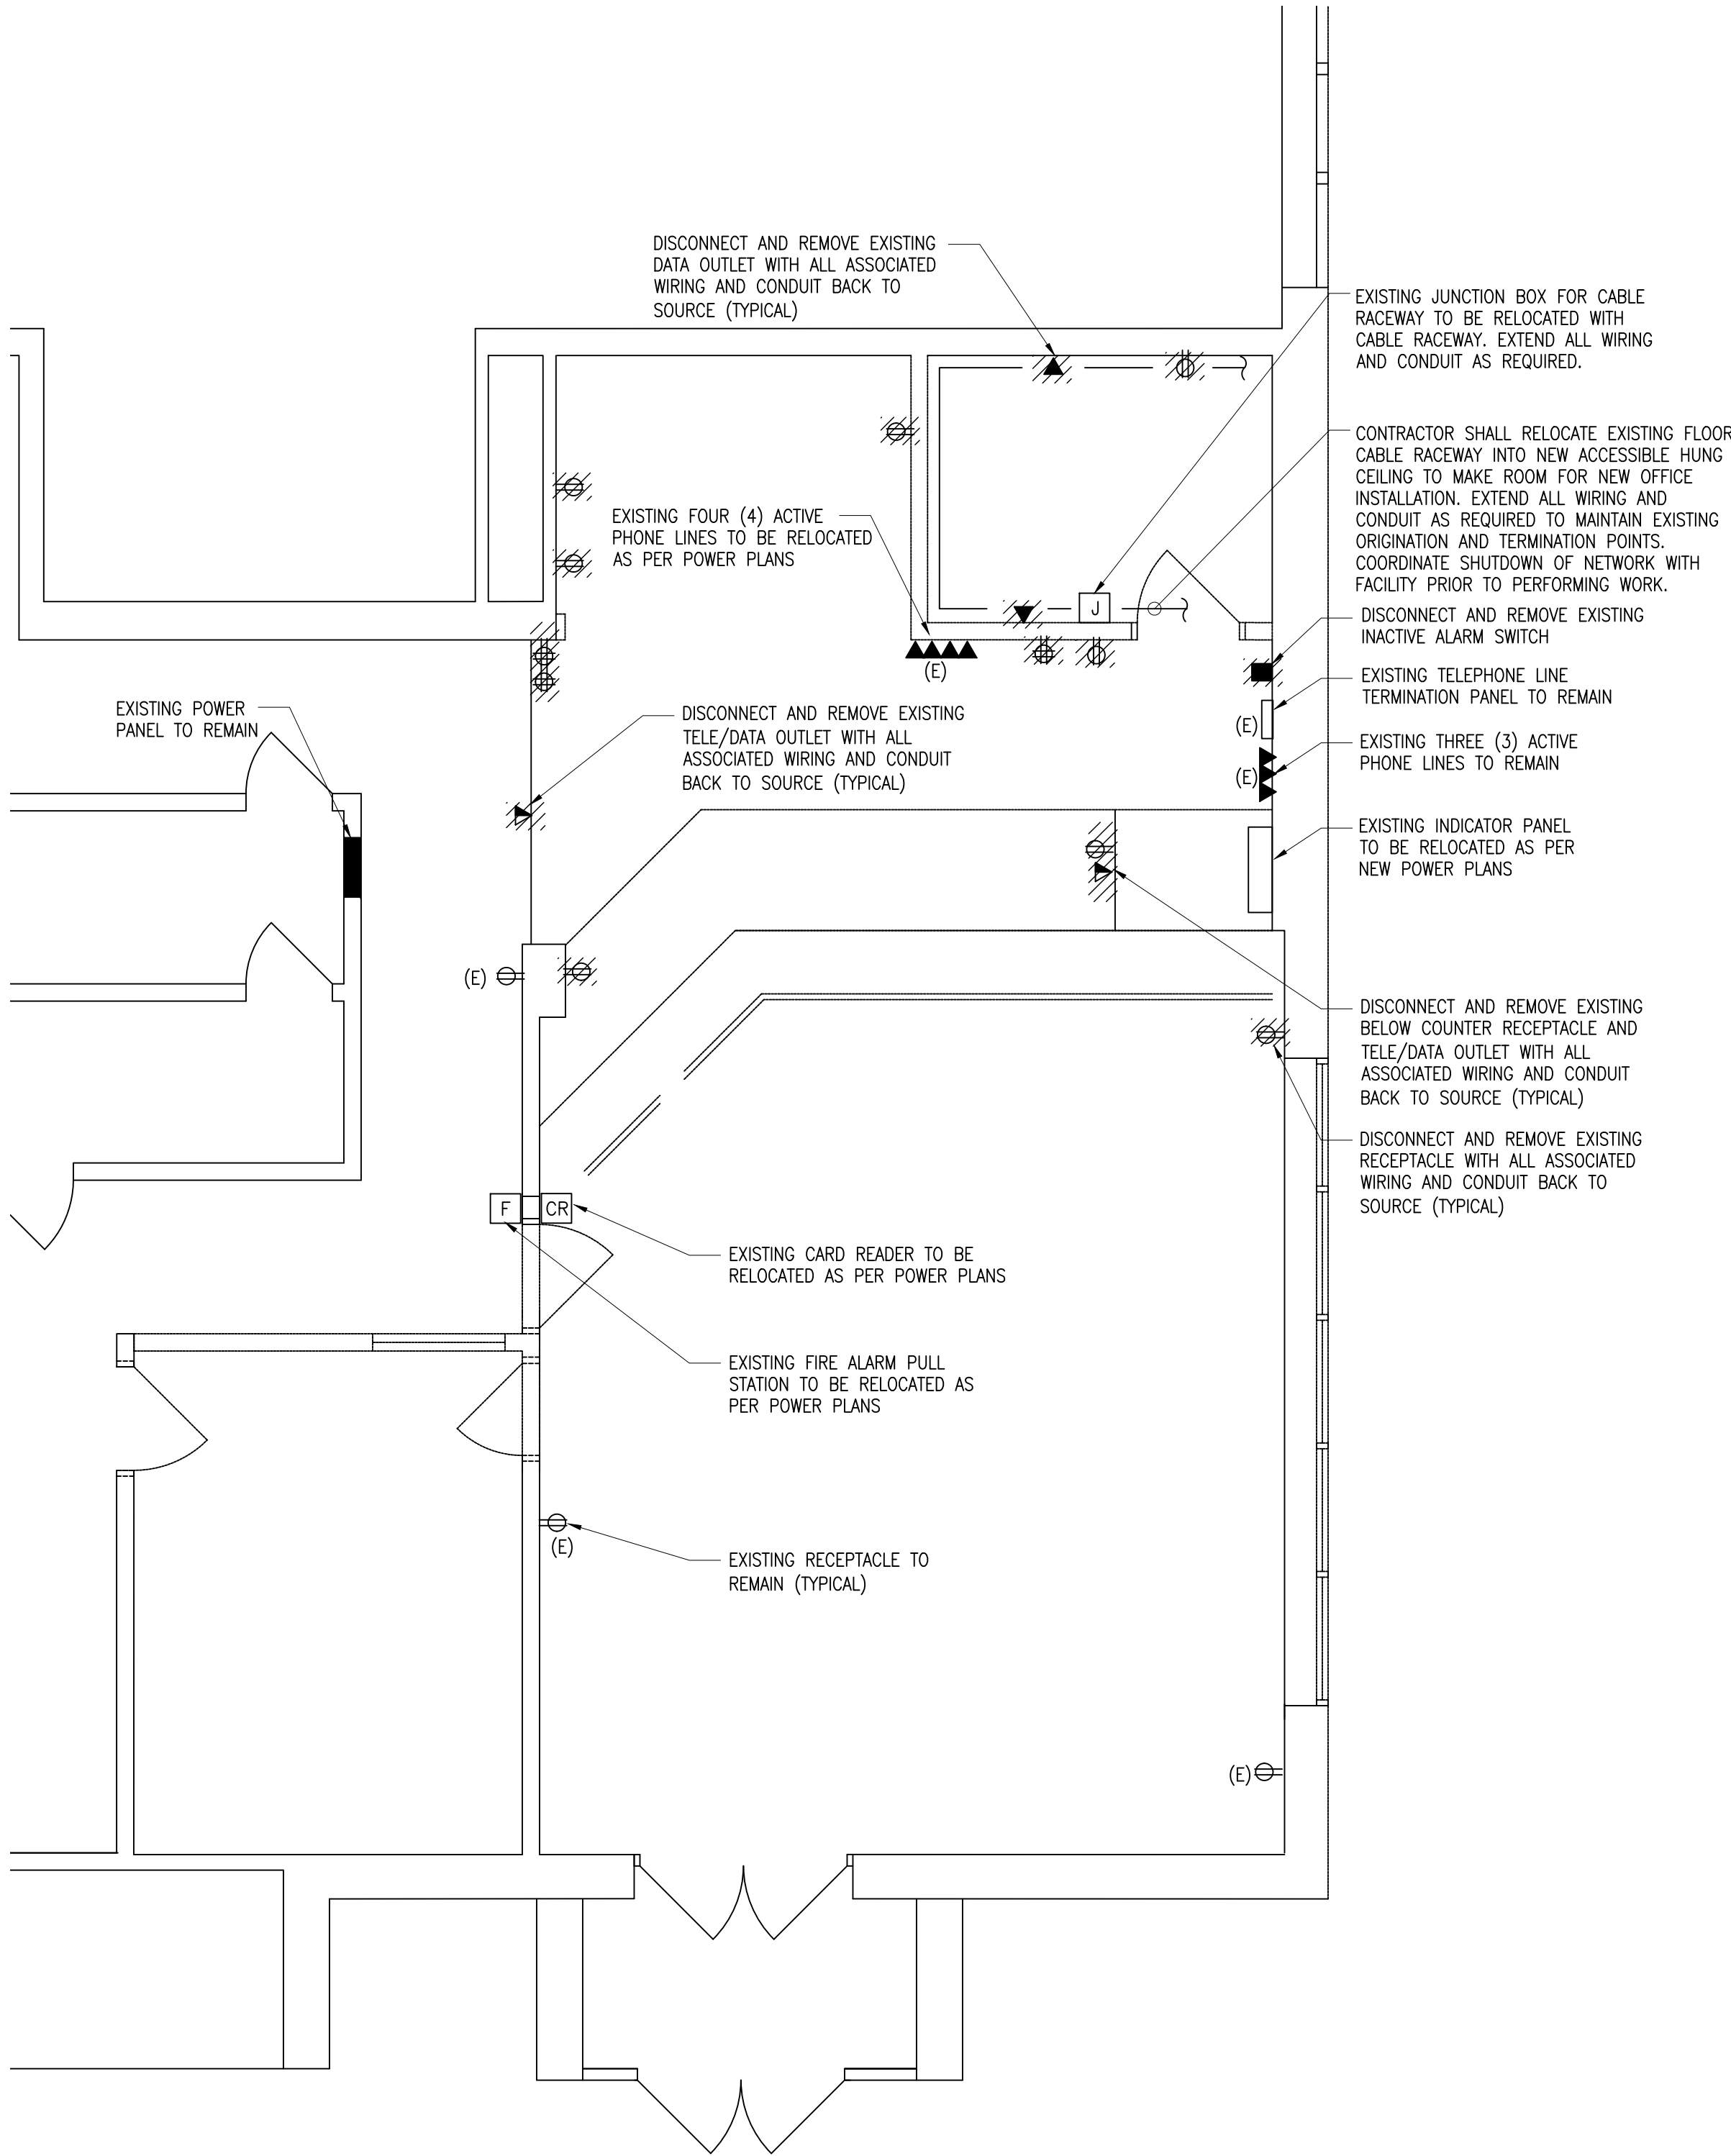 DISCONNECT AND REMOVE EXISTING
DATA OUTLET WITH ALL ASSOCIATED
WIRING AND CONDUIT BACK TO
SOURCE (TYPICAL)
EXISTING JUNCTION BOX FOR CABLE
RACEWAY TO BE RELOCATED WITH
CABLE RACEWAY. EXTEND ALL WIRING
AND CONDUIT AS REQUIRED.
CONTRACTOR SHALL RELOCATE EXISTING FLOOR
CABLE RACEWAY INTO NEW ACCESSIBLE HUNG
CEILING TO MAKE ROOM FOR NEW OFFICE
INSTALLATION. EXTEND ALL WIRING AND
CONDUIT AS REQUIRED TO MAINTAIN EXISTING
ORIGINATION AND TERMINATION POINTS.
COORDINATE SHUTDOWN OF NETWORK WITH
FACILITY PRIOR TO PERFORMING WORK.
EXISTING FOUR (4) ACTIVE
PHONE LINES TO BE RELOCATED
AS PER POWER PLANS
J
(E)
DISCONNECT AND REMOVE EXISTING
INACTIVE ALARM SWITCH
EXISTING TELEPHONE LINE
TERMINATION PANEL TO REMAIN
(E)
EXISTING POWER
PANEL TO REMAIN
DISCONNECT AND REMOVE EXISTING
TELE/DATA OUTLET WITH ALL
ASSOCIATED WIRING AND CONDUIT
BACK TO SOURCE (TYPICAL)
EXISTING THREE (3) ACTIVE
PHONE LINES TO REMAIN
(E)
EXISTING INDICATOR PANEL
TO BE RELOCATED AS PER
NEW POWER PLANS
(E)
DISCONNECT AND REMOVE EXISTING
BELOW COUNTER RECEPTACLE AND
TELE/DATA OUTLET WITH ALL
ASSOCIATED WIRING AND CONDUIT
BACK TO SOURCE (TYPICAL)
DISCONNECT AND REMOVE EXISTING
RECEPTACLE WITH ALL ASSOCIATED
WIRING AND CONDUIT BACK TO
SOURCE (TYPICAL)
F
CR
EXISTING CARD READER TO BE
RELOCATED AS PER POWER PLANS
EXISTING FIRE ALARM PULL
STATION TO BE RELOCATED AS
PER POWER PLANS
(E)
EXISTING RECEPTACLE TO
REMAIN (TYPICAL)
(E)